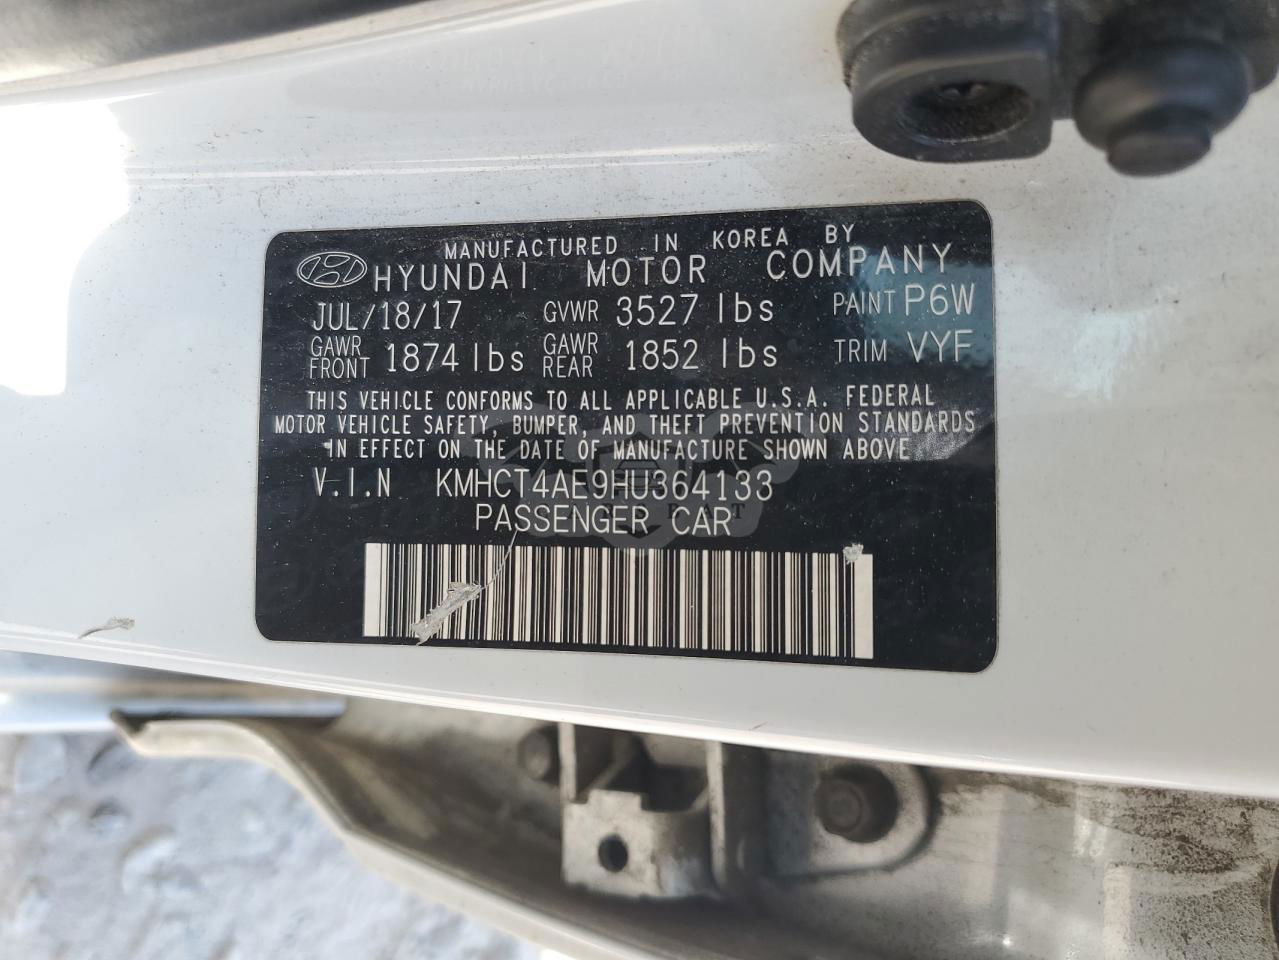 MANUFACTURED IN KOREA BY
HYUNDAI MOTOR COMPANY
JUL/18/17 GVWR 3527 lbs PAINT P6W
GAWR FRONT 1874 lbs GAWR REAR 1852 lbs TRIM VYF
THIS VEHICLE CONFORMS TO ALL APPLICABLE U.S.A. FEDERAL
MOTOR VEHICLE SAFETY, BUMPER, AND THEFT PREVENTION STANDARDS
IN EFFECT ON THE DATE OF MANUFACTURE SHOWN ABOVE
V.I.N KMHCT4AE9HU364133
PASSENGER CAR